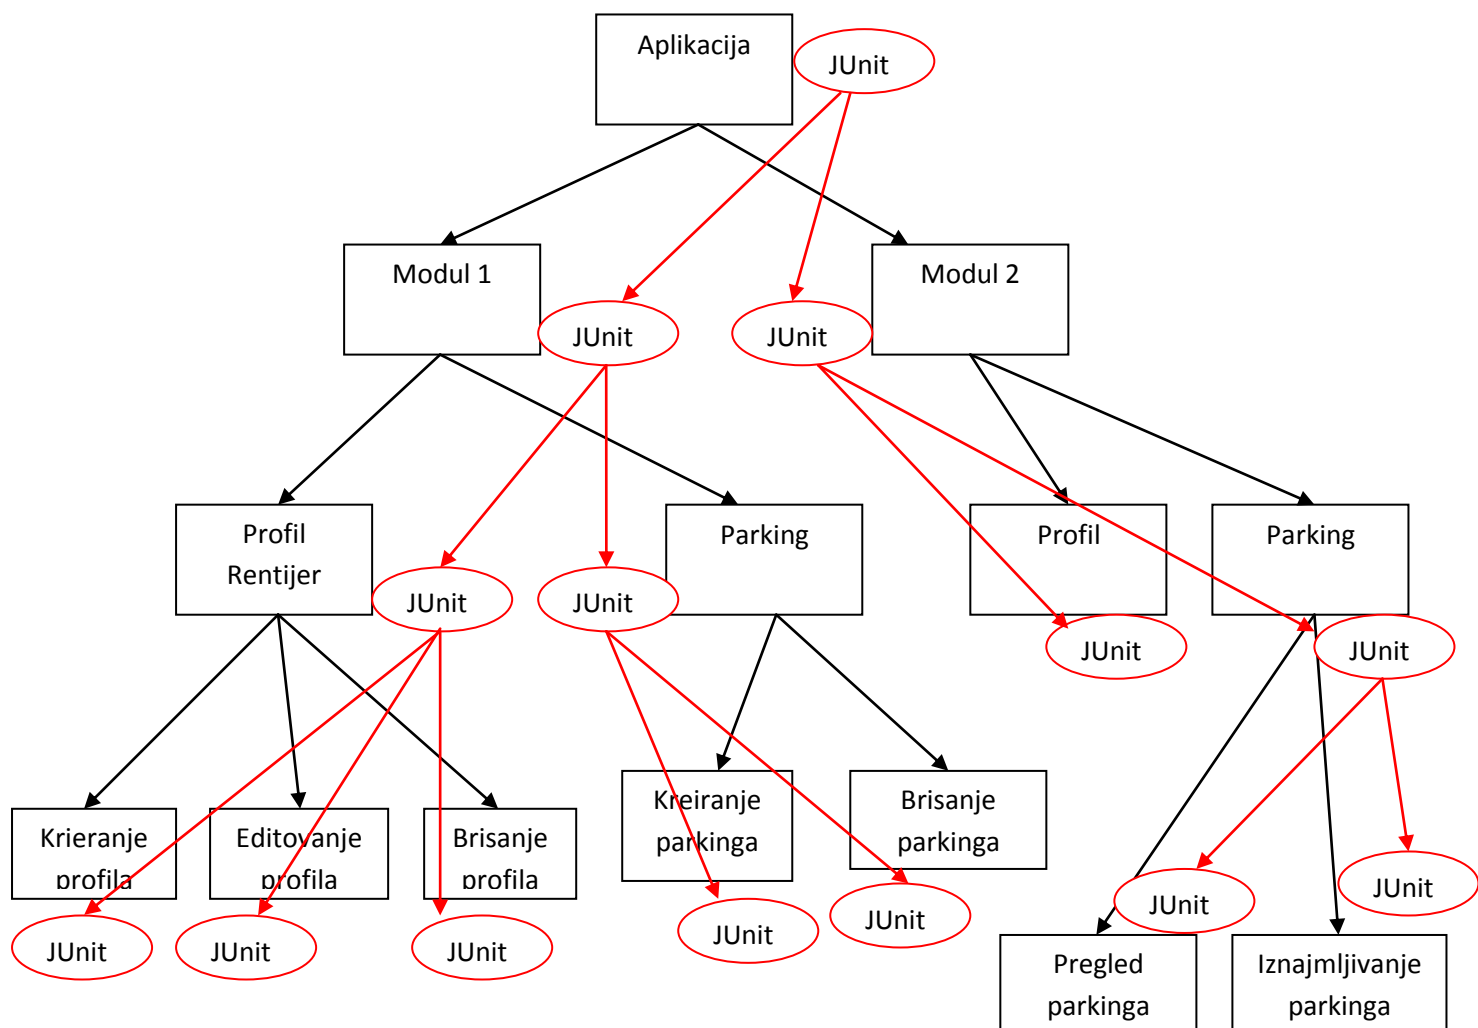 Aplikacija
JUnit
Modul 1
Modul 2
JUnit
JUnit
Profil
Rentijer
Parking
Profil
Parking
JUnit
JUnit
JUnit
JUnit
Krieranje
profila
Editovanje
profila
Brisanje
profila
Kreiranje
parkinga
Brisanje
parkinga
JUnit
JUnit
JUnit
JUnit
JUnit
JUnit
JUnit
Pregled
parkinga
Iznajmljivanje
parkinga